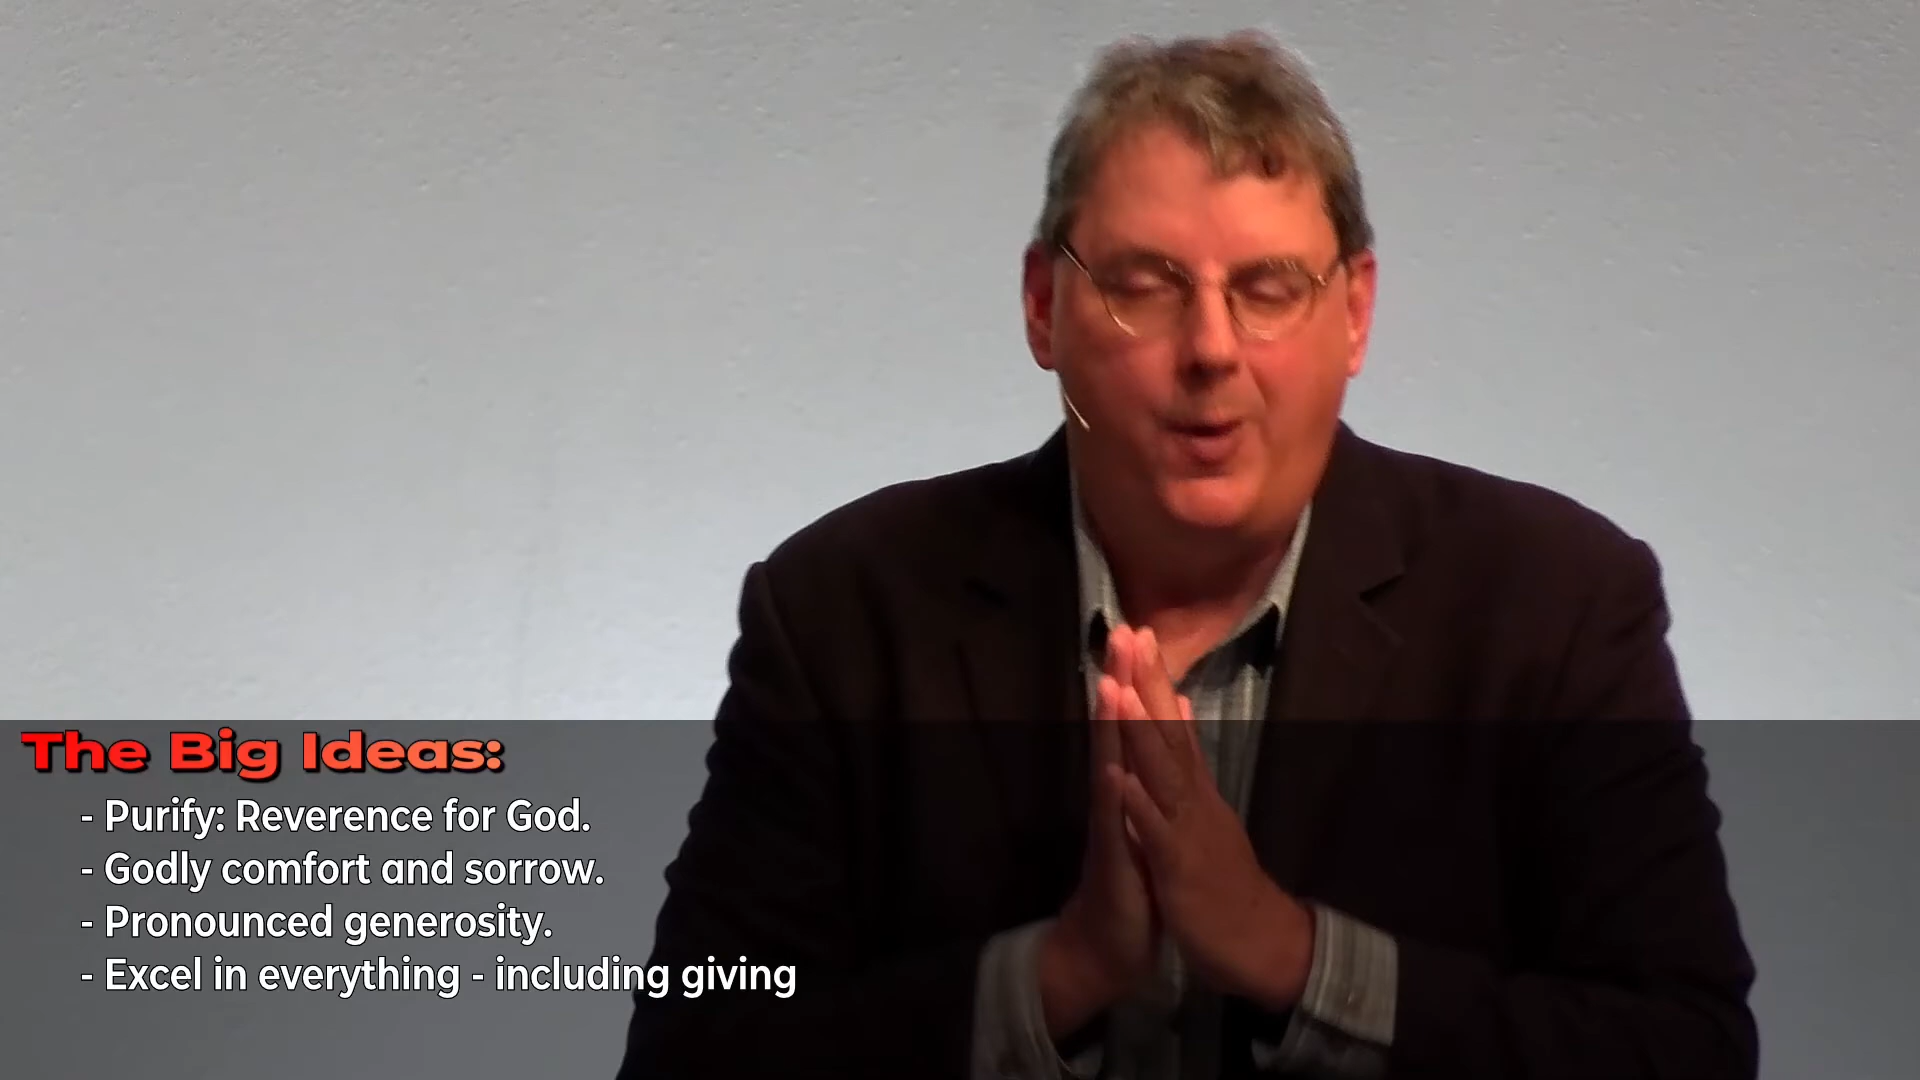 The Big Ideas:
- Purify: Reverence for God.
- Godly comfort and sorrow.
- Pronounced generosity.
- Excel in everything - including giving